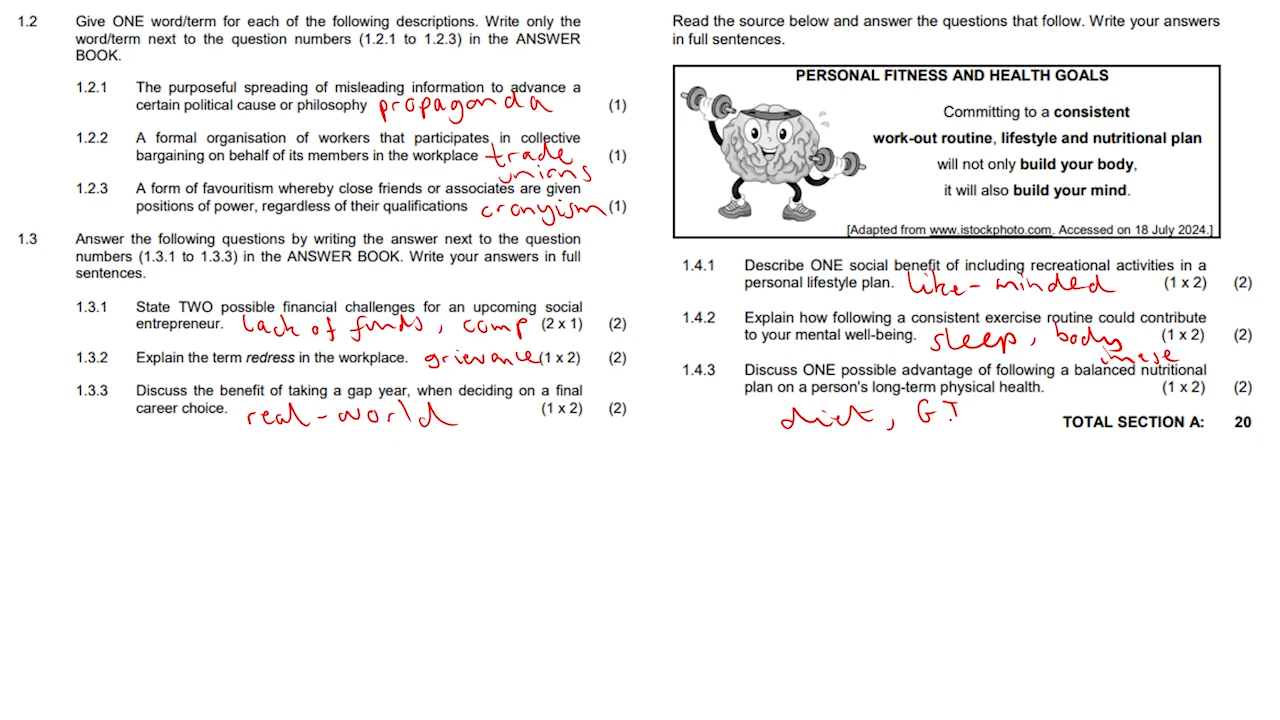 1.2 Give ONE word/term for each of the following descriptions. Write only the
word/term next to the question numbers (1.2.1 to 1.2.3) in the ANSWER
BOOK.
1.2.1 The purposeful spreading of misleading information to advance a
certain political cause or philosophy propaganda (1)
1.2.2 A formal organisation of workers that participates in collective
bargaining on behalf of its members in the workplace trade (1)
unions
1.2.3 A form of favouritism whereby close friends or associates are given
positions of power, regardless of their qualifications cronyism (1)
1.3 Answer the following questions by writing the answer next to the question
numbers (1.3.1 to 1.3.3) in the ANSWER BOOK. Write your answers in full
sentences.
1.3.1 State TWO possible financial challenges for an upcoming social
entrepreneur. lack of funds, comp (2 x 1) (2)
1.3.2 Explain the term redress in the workplace. grievance (1 x 2) (2)
1.3.3 Discuss the benefit of taking a gap year, when deciding on a final
career choice. real-world (1 x 2) (2)
Read the source below and answer the questions that follow. Write your answers
in full sentences.
PERSONAL FITNESS AND HEALTH GOALS
Committing to a consistent
work-out routine, lifestyle and nutritional plan
will not only build your body,
it will also build your mind.
[Adapted from www.istockphoto.com. Accessed on 18 July 2024.]
1.4.1 Describe ONE social benefit of including recreational activities in a
personal lifestyle plan. like-minded (1 x 2) (2)
1.4.2 Explain how following a consistent exercise routine could contribute
to your mental well-being. sleep, body (1 x 2) (2)
image
1.4.3 Discuss ONE possible advantage of following a balanced nutritional
plan on a person's long-term physical health. (1 x 2) (2)
diet, G.I
TOTAL SECTION A: 20